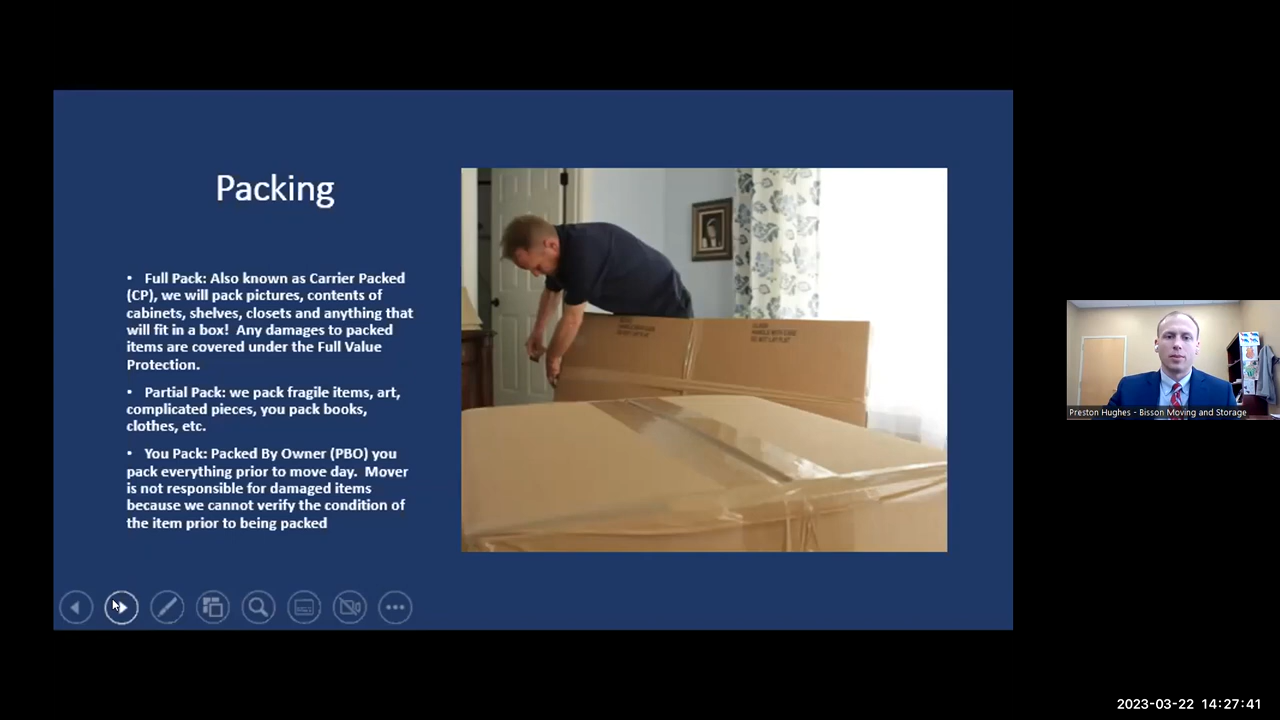 Packing
• Full Pack: Also known as Carrier Packed
(CP), we will pack pictures, contents of
cabinets, shelves, closets and anything that
will fit in a box!  Any damages to packed
items are covered under the Full Value
Protection.
• Partial Pack: we pack fragile items, art,
complicated pieces, you pack books,
clothes, etc.
• You Pack: Packed By Owner (PBO) you
pack everything prior to move day.  Mover
is not responsible for damaged items
because we cannot verify the condition of
the item prior to being packed
Preston Hughes - Bisson Moving and Storage
2023-03-22 14:27:41